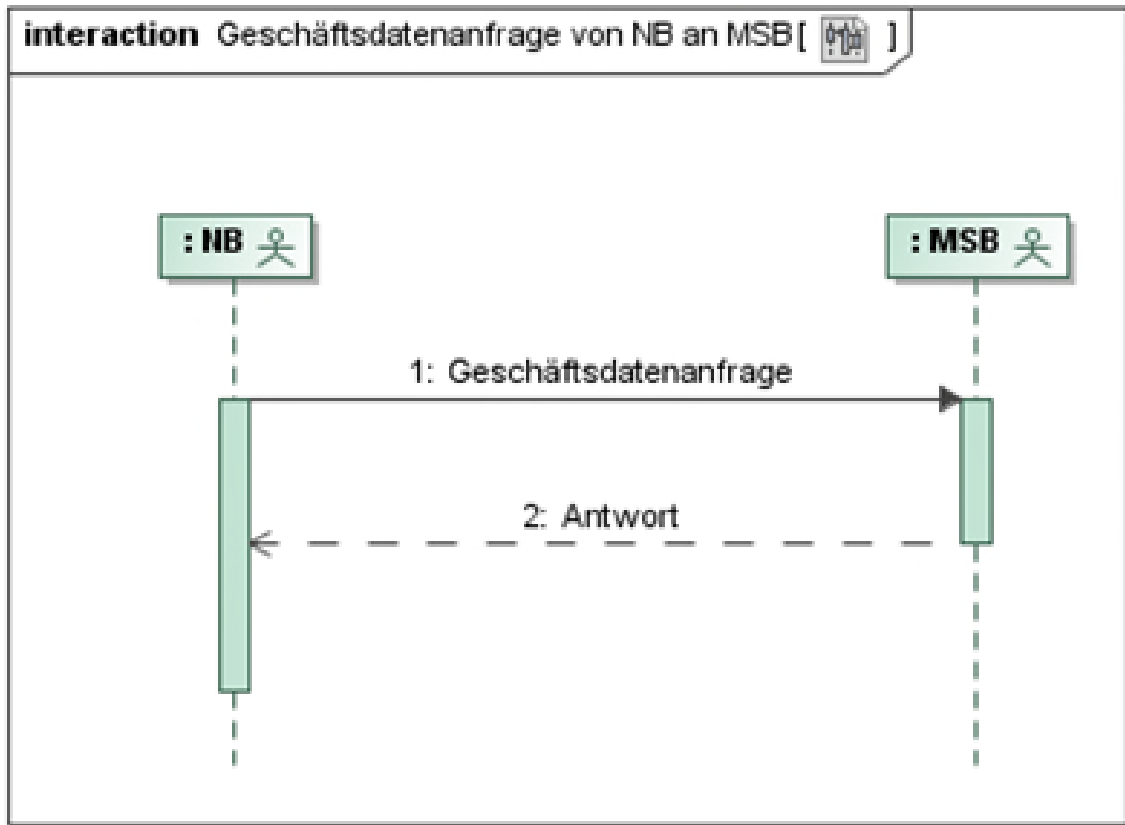 interaction Geschäftsdatenanfrage von NB an MSB[ ]
: NB
: MSB
1: Geschäftsdatenanfrage
2: Antwort